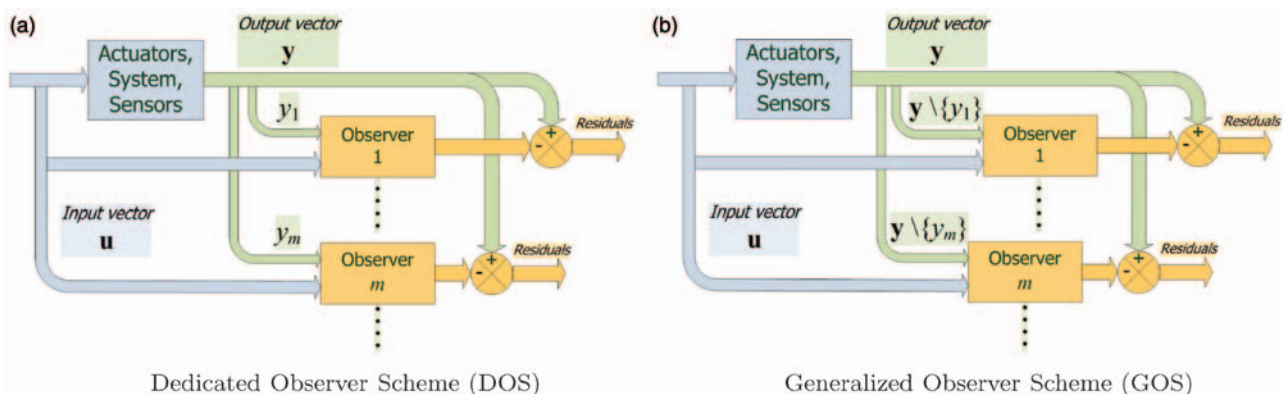 (a)
Output vector
y
Actuators,
System,
Sensors
y1
Observer
1
+
-
Residuals
Input vector
u
ym
Observer
m
+
-
Residuals
Dedicated Observer Scheme (DOS)
(b)
Output vector
y
Actuators,
System,
Sensors
y \{y1}
Observer
1
+
-
Residuals
Input vector
u
y \{ym}
Observer
m
+
-
Residuals
Generalized Observer Scheme (GOS)